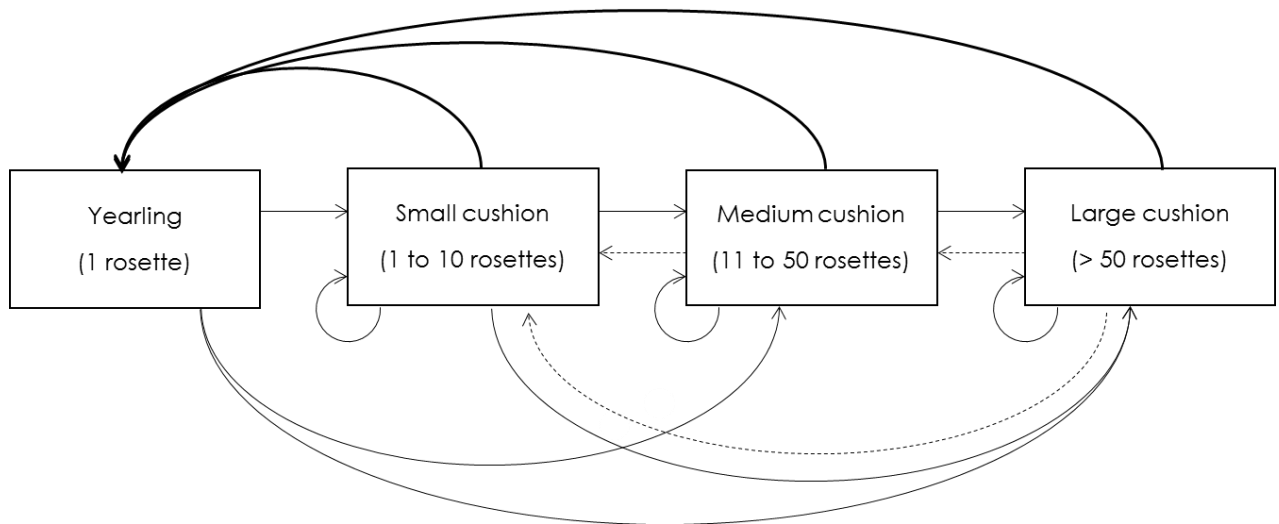 Yearling
(1 rosette)
Small cushion
(1 to 10 rosettes)
Medium cushion
(11 to 50 rosettes)
Large cushion
(> 50 rosettes)